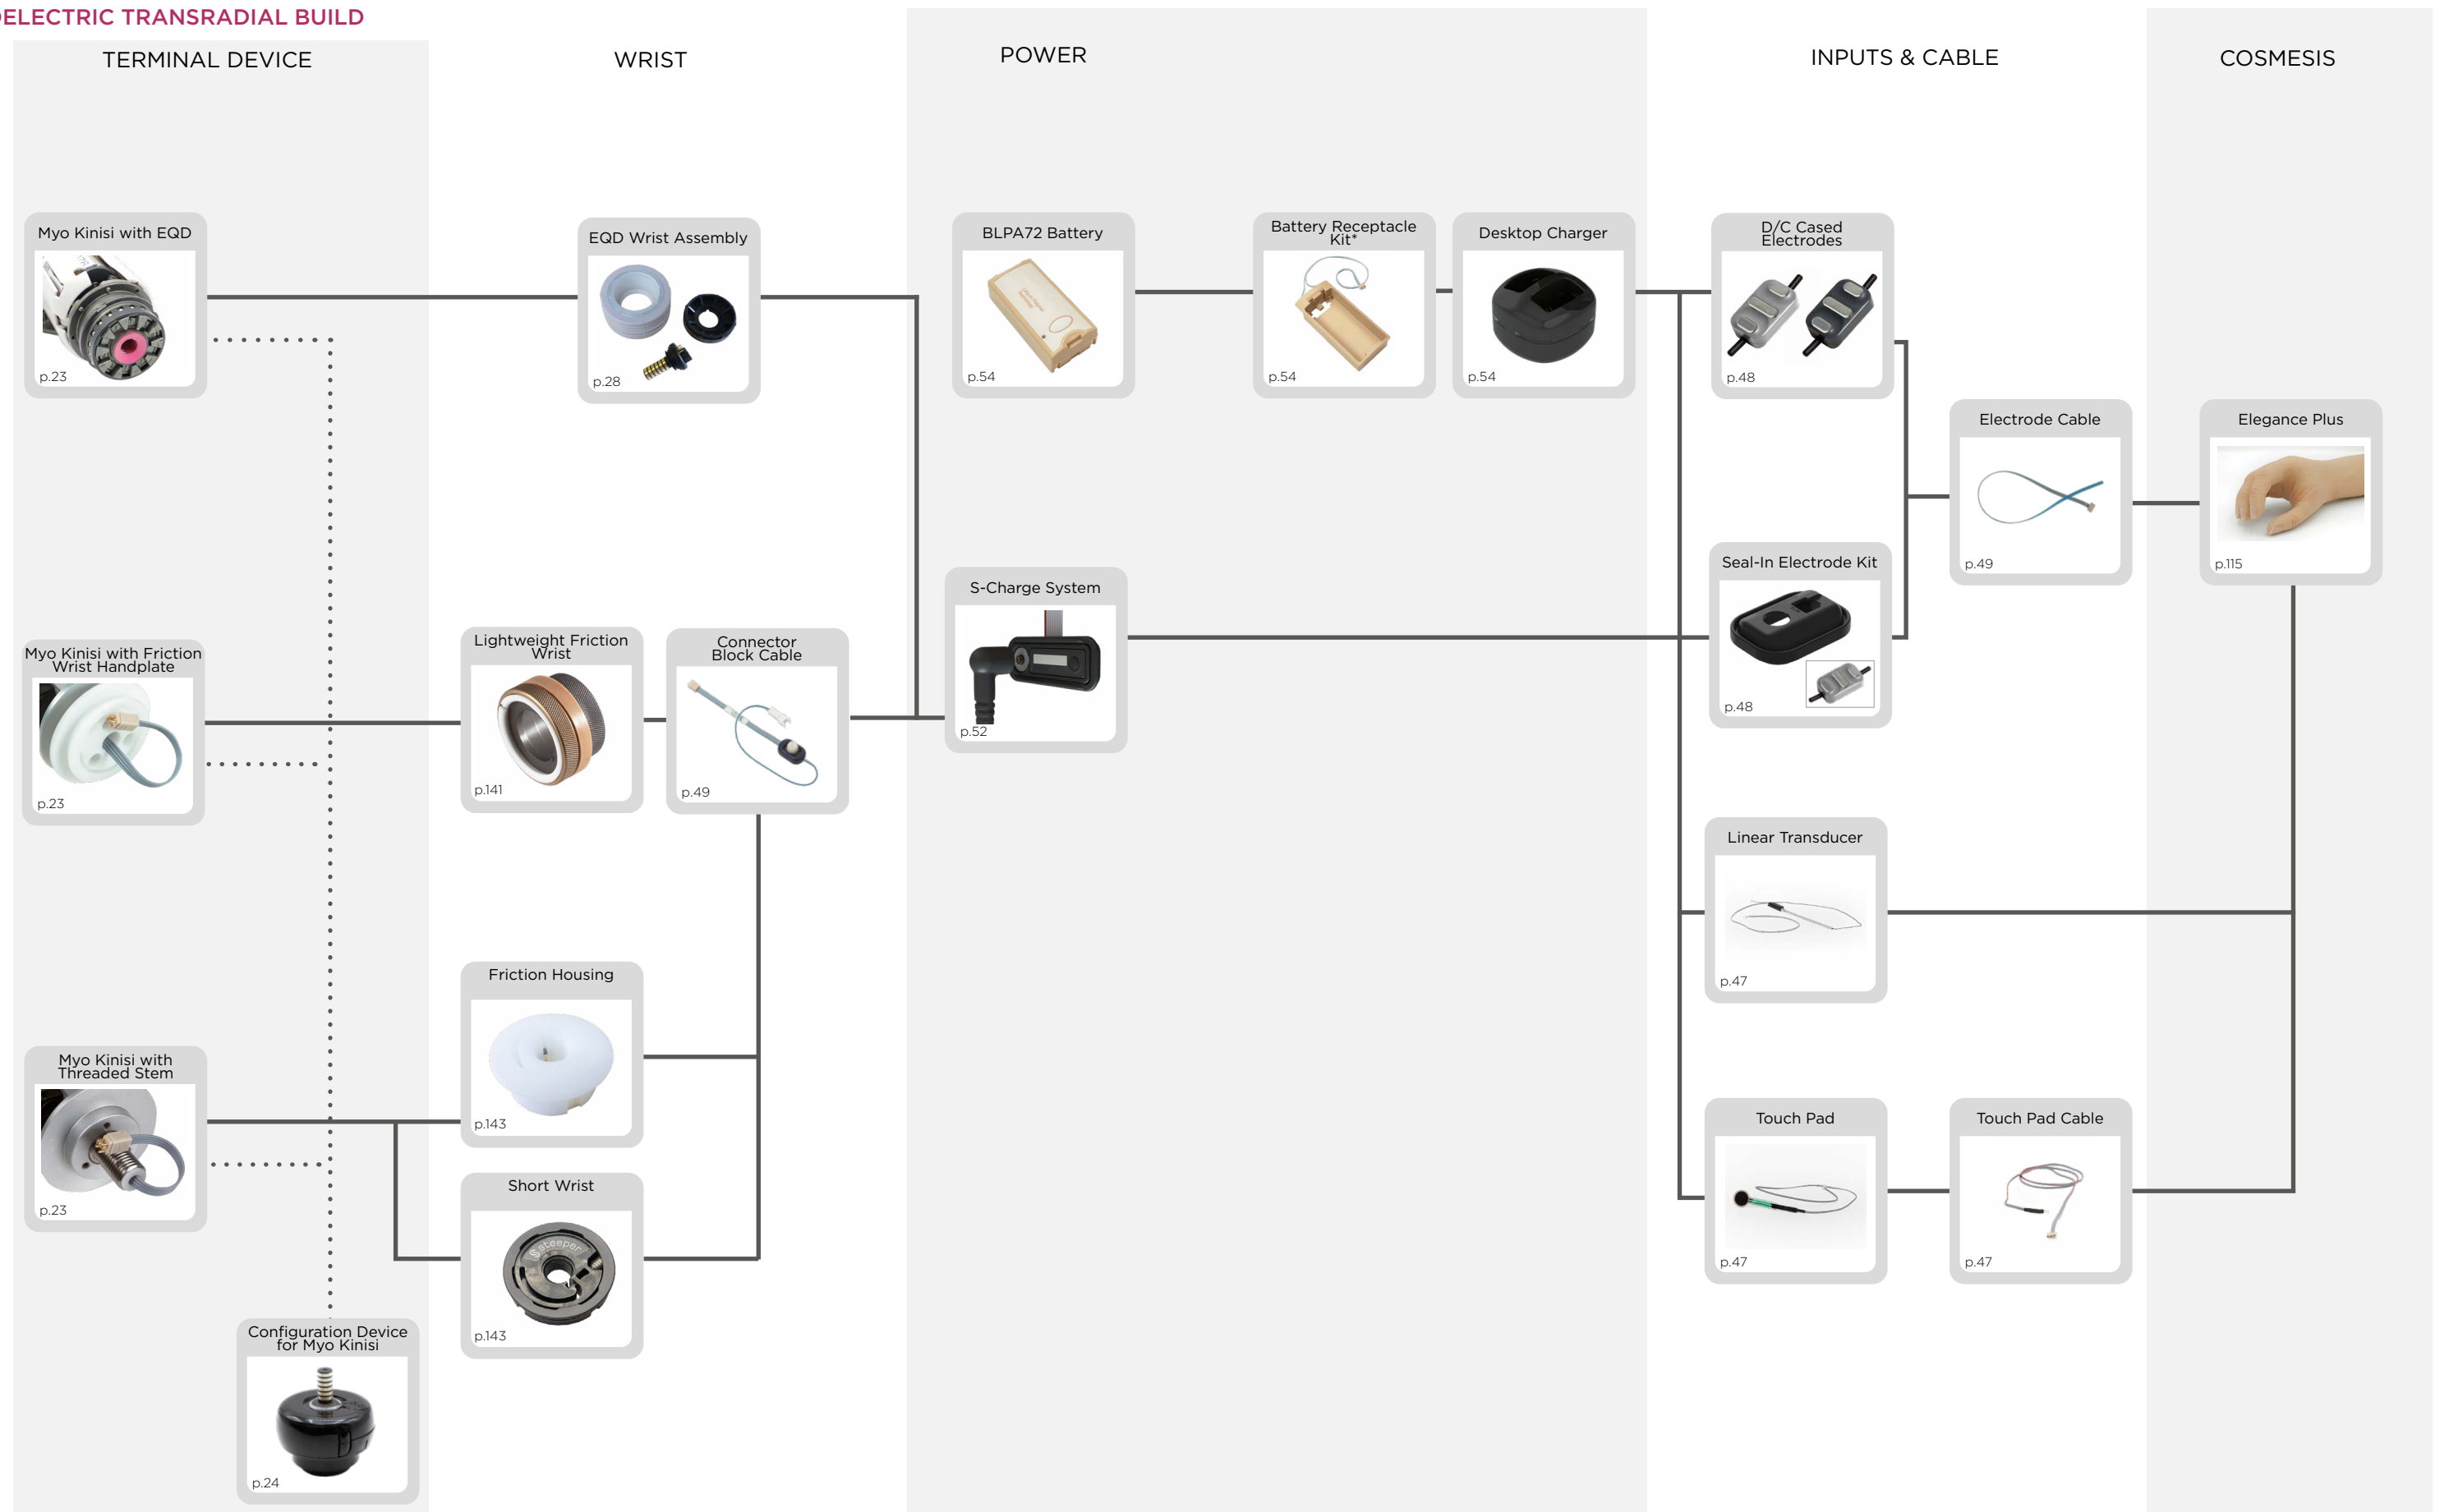 OELECTRIC TRANSRADIAL BUILD
TERMINAL DEVICE
WRIST
POWER
INPUTS & CABLE
COSMESIS
Myo Kinisi with EQD
p.23
EQD Wrist Assembly
p.28
BLPA72 Battery
p.54
Battery Receptacle
Kit*
p.54
Desktop Charger
p.54
D/C Cased
Electrodes
p.48
Electrode Cable
p.49
Elegance Plus
p.115
Myo Kinisi with Friction
Wrist Handplate
p.23
Lightweight Friction
Wrist
p.141
Connector
Block Cable
p.49
S-Charge System
p.52
Seal-In Electrode Kit
p.48
Linear Transducer
p.47
Myo Kinisi with
Threaded Stem
p.23
Friction Housing
p.143
Short Wrist
steeper
p.143
Touch Pad
p.47
Touch Pad Cable
p.47
Configuration Device
for Myo Kinisi
p.24